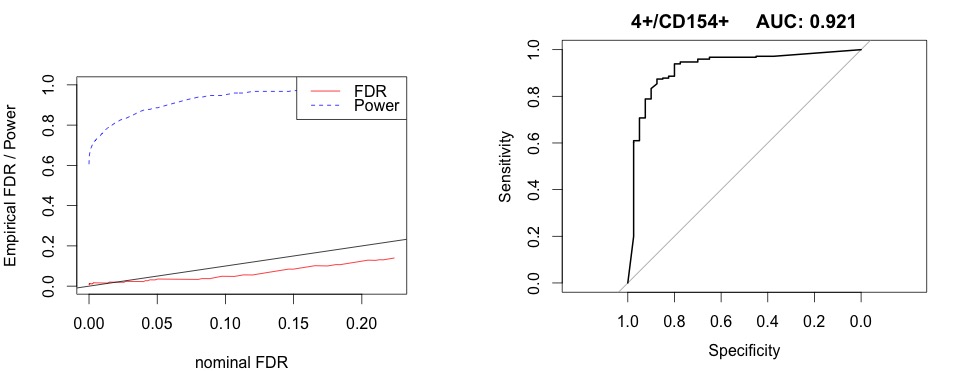 Empirical FDR / Power
1.0
0.8
0.6
0.4
0.2
0.0
FDR
Power
0.00 0.05 0.10 0.15 0.20
nominal FDR
4+/CD154+ AUC: 0.921
Sensitivity
1.0
0.8
0.6
0.4
0.2
0.0
1.0 0.8 0.6 0.4 0.2 0.0
Specificity